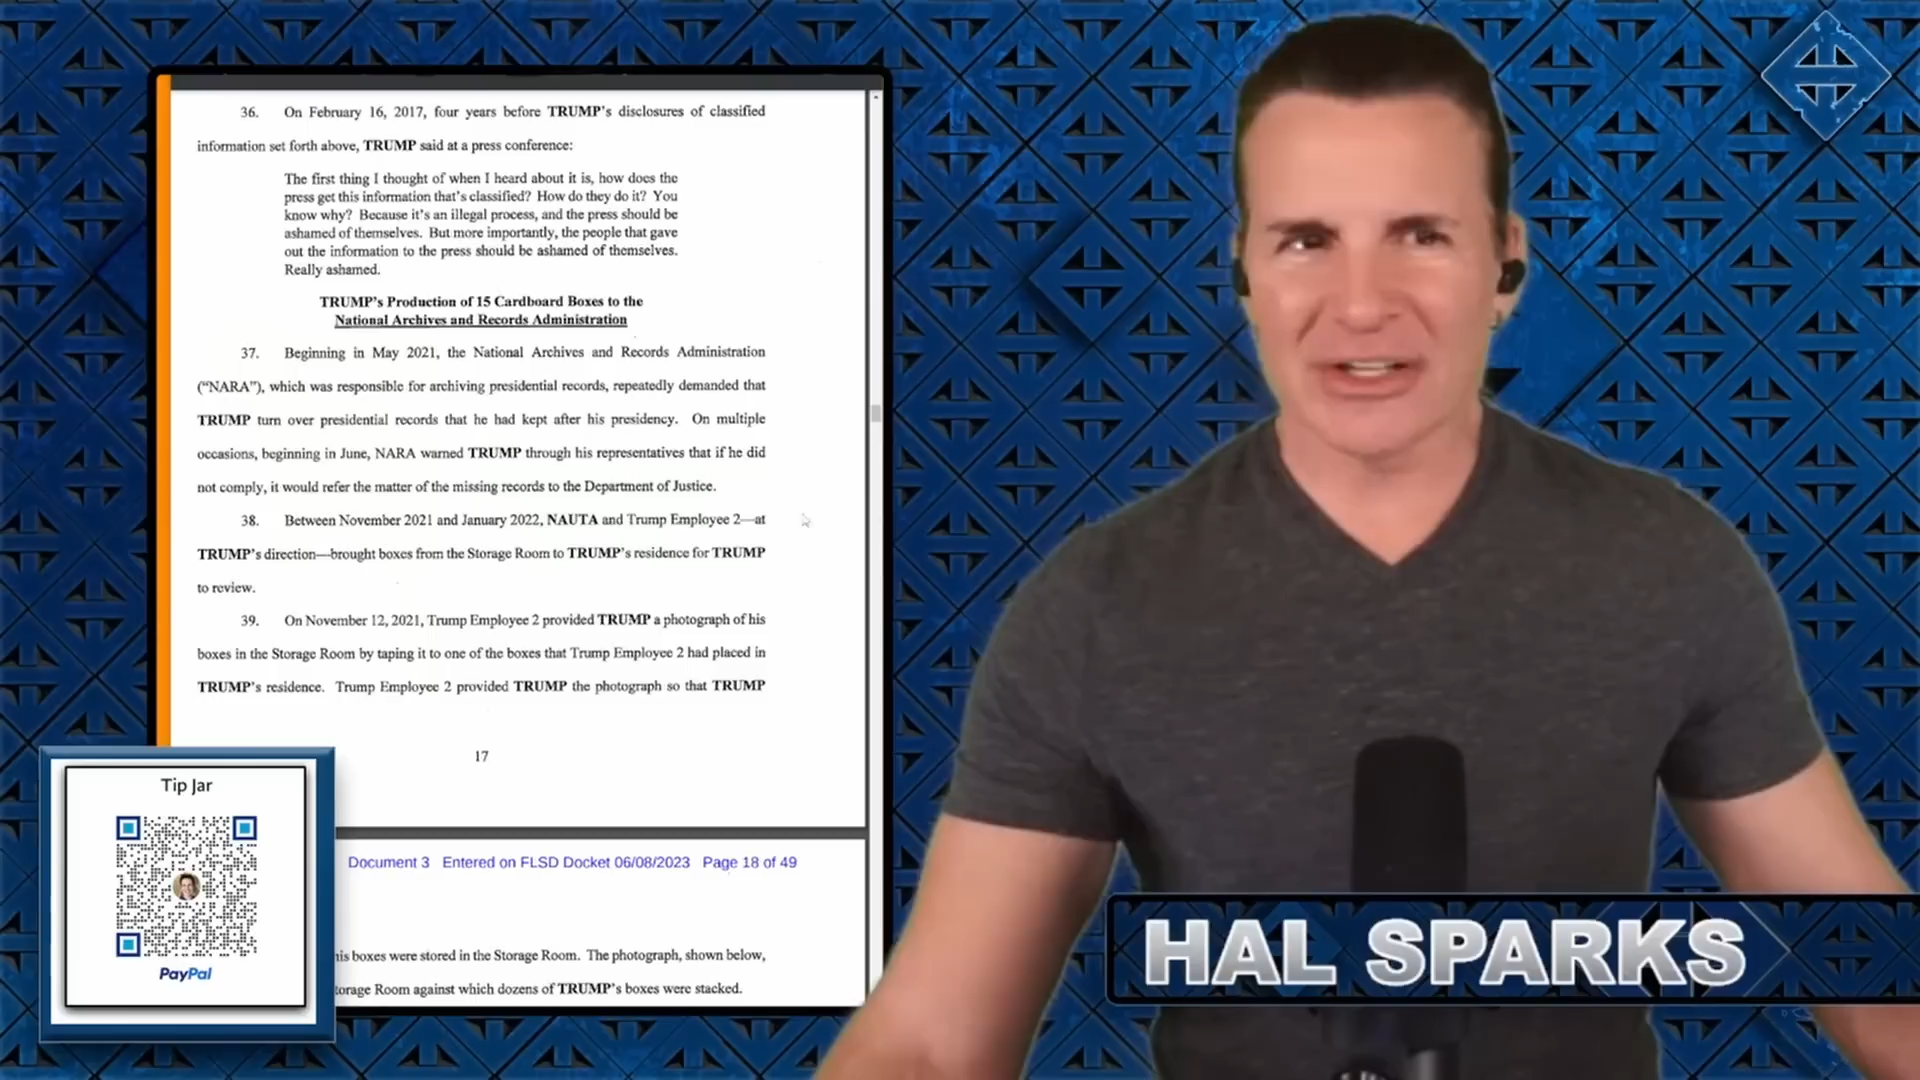 36. On February 16, 2017, four years before TRUMP's disclosures of classified
information set forth above, TRUMP said at a press conference:
The first thing I thought of when I heard about it is, how does the
press get this information that's classified? How do they do it? You
know why? Because it's an illegal process, and the press should be
ashamed of themselves. But more importantly, the people that gave
out the information to the press should be ashamed of themselves.
Really ashamed.
TRUMP's Production of 15 Cardboard Boxes to the
National Archives and Records Administration
37. Beginning in May 2021, the National Archives and Records Administration
("NARA"), which was responsible for archiving presidential records, repeatedly demanded that
TRUMP turn over presidential records that he had kept after his presidency. On multiple
occasions, beginning in June, NARA warned TRUMP through his representatives that if he did
not comply, it would refer the matter of the missing records to the Department of Justice.
38. Between November 2021 and January 2022, NAUTA and Trump Employee 2—at
TRUMP's direction—brought boxes from the Storage Room to TRUMP's residence for TRUMP
to review.
39. On November 12, 2021, Trump Employee 2 provided TRUMP a photograph of his
boxes in the Storage Room by taping it to one of the boxes that Trump Employee 2 had placed in
TRUMP's residence. Trump Employee 2 provided TRUMP the photograph so that TRUMP
17
Document 3 Entered on FLSD Docket 06/08/2023 Page 18 of 49
his boxes were stored in the Storage Room. The photograph, shown below,
torage Room against which dozens of TRUMP's boxes were stacked.
Tip Jar
PayPal
HAL SPARKS